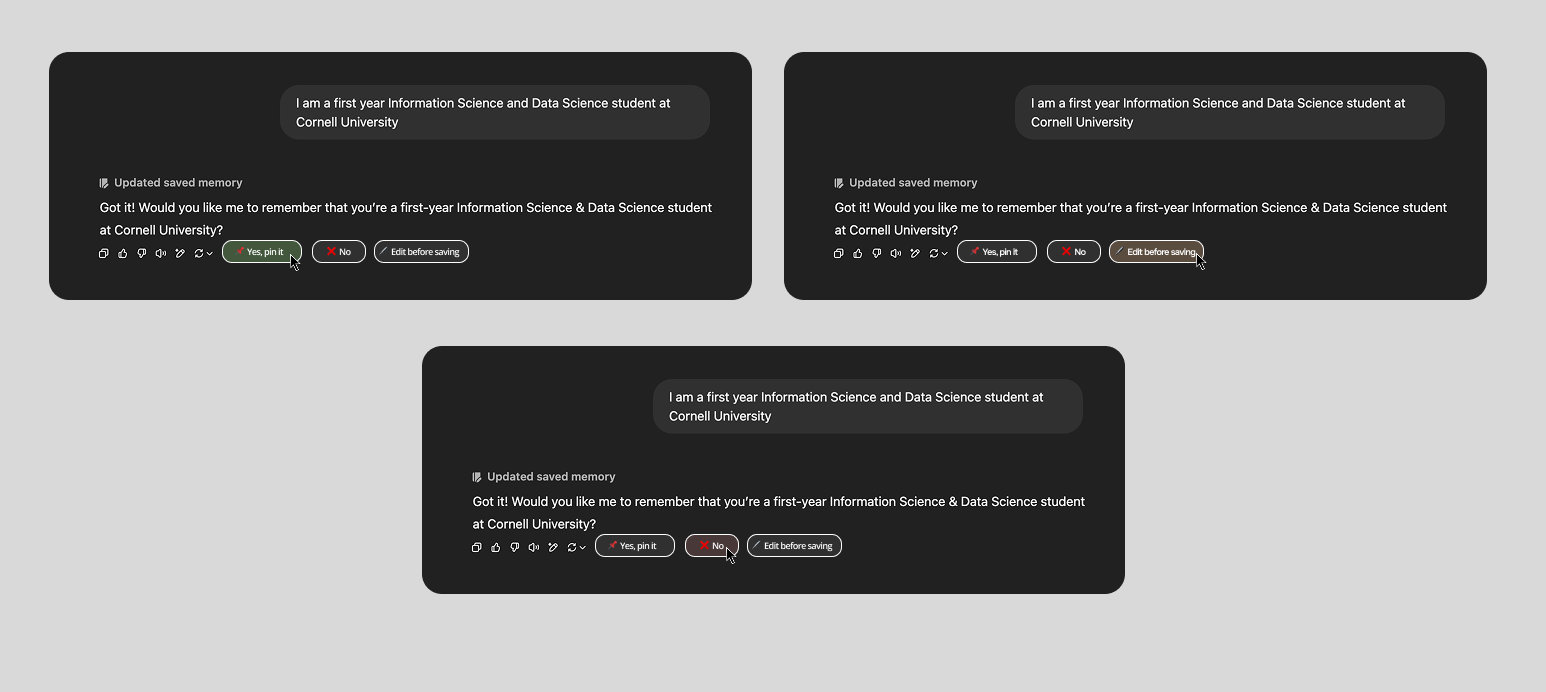 I am a first year Information Science and Data Science student at
Cornell University
Updated saved memory
Got it! Would you like me to remember that you’re a first-year Information Science & Data Science student
at Cornell University?
Yes, pin it
No
Edit before saving
I am a first year Information Science and Data Science student at
Cornell University
Updated saved memory
Got it! Would you like me to remember that you’re a first-year Information Science & Data Science student
at Cornell University?
Yes, pin it
No
Edit before saving
I am a first year Information Science and Data Science student at
Cornell University
Updated saved memory
Got it! Would you like me to remember that you’re a first-year Information Science & Data Science student
at Cornell University?
Yes, pin it
No
Edit before saving